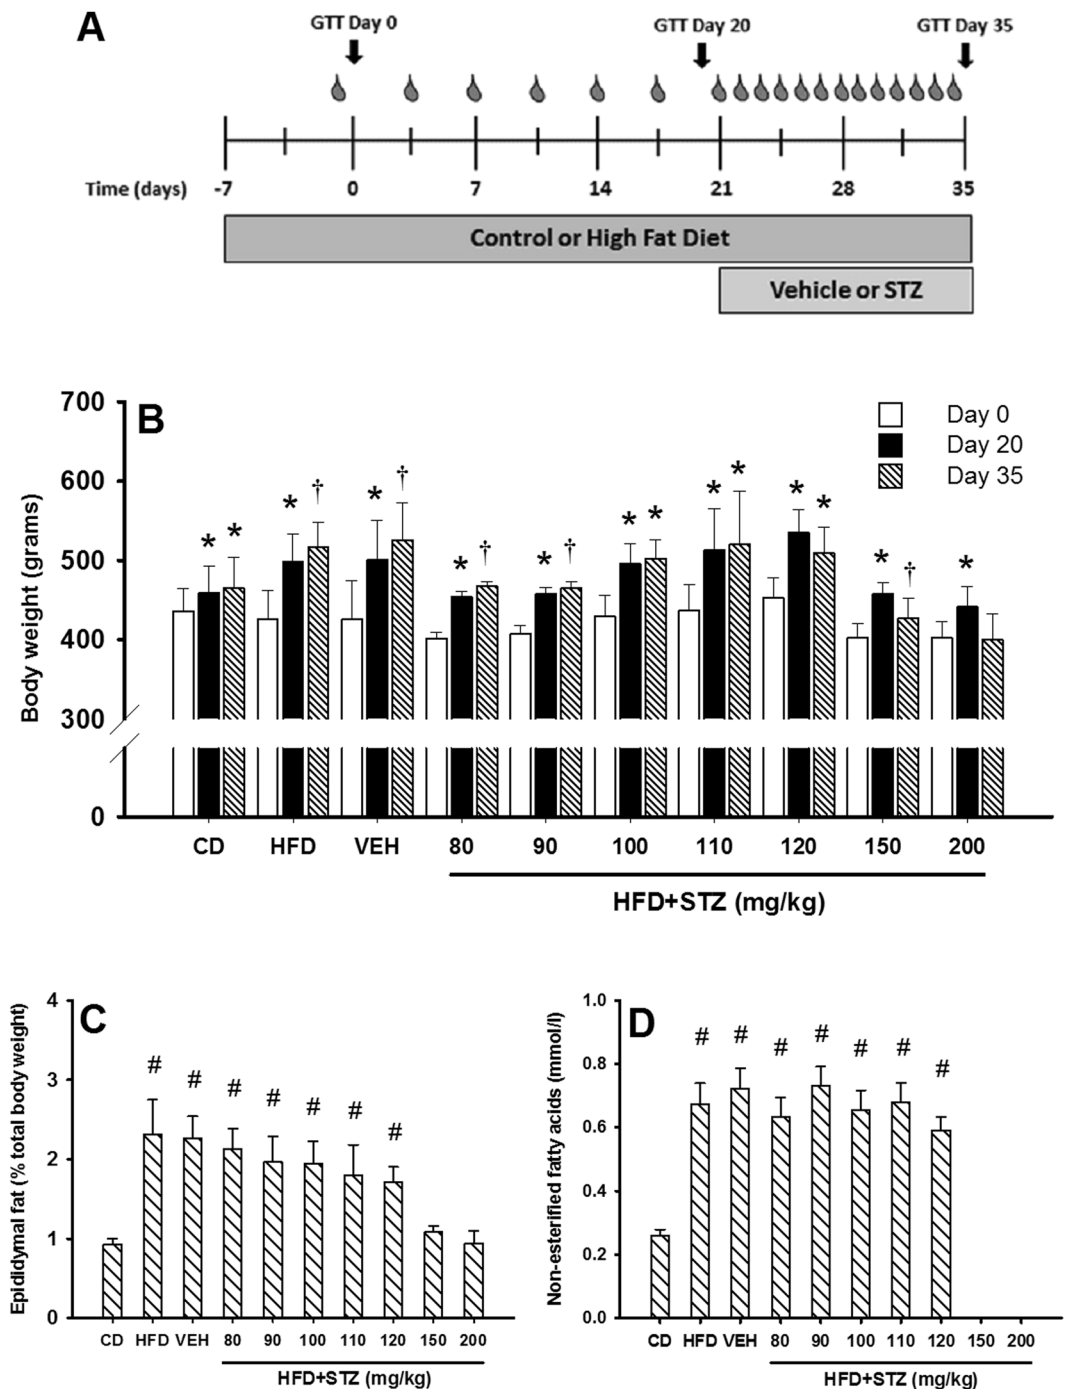 A
GTT Day 0
GTT Day 20
GTT Day 35
Time (days)
-7 0 7 14 21 28 35
Control or High Fat Diet
Vehicle or STZ
B
Day 0
Day 20
Day 35
Body weight (grams)
700
600
500
400
300
0
* * * † * † * † * † * * * * * * * † *
CD HFD VEH 80 90 100 110 120 150 200
HFD+STZ (mg/kg)
C
Epididymal fat (% total body weight)
4
3
2
1
0
# # # # # # #
CD HFD VEH 80 90 100 110 120 150 200
HFD+STZ (mg/kg)
D
Non-esterified fatty acids (mmol/l)
1.0
0.8
0.6
0.4
0.2
0.0
# # # # # # #
CD HFD VEH 80 90 100 110 120 150 200
HFD+STZ (mg/kg)